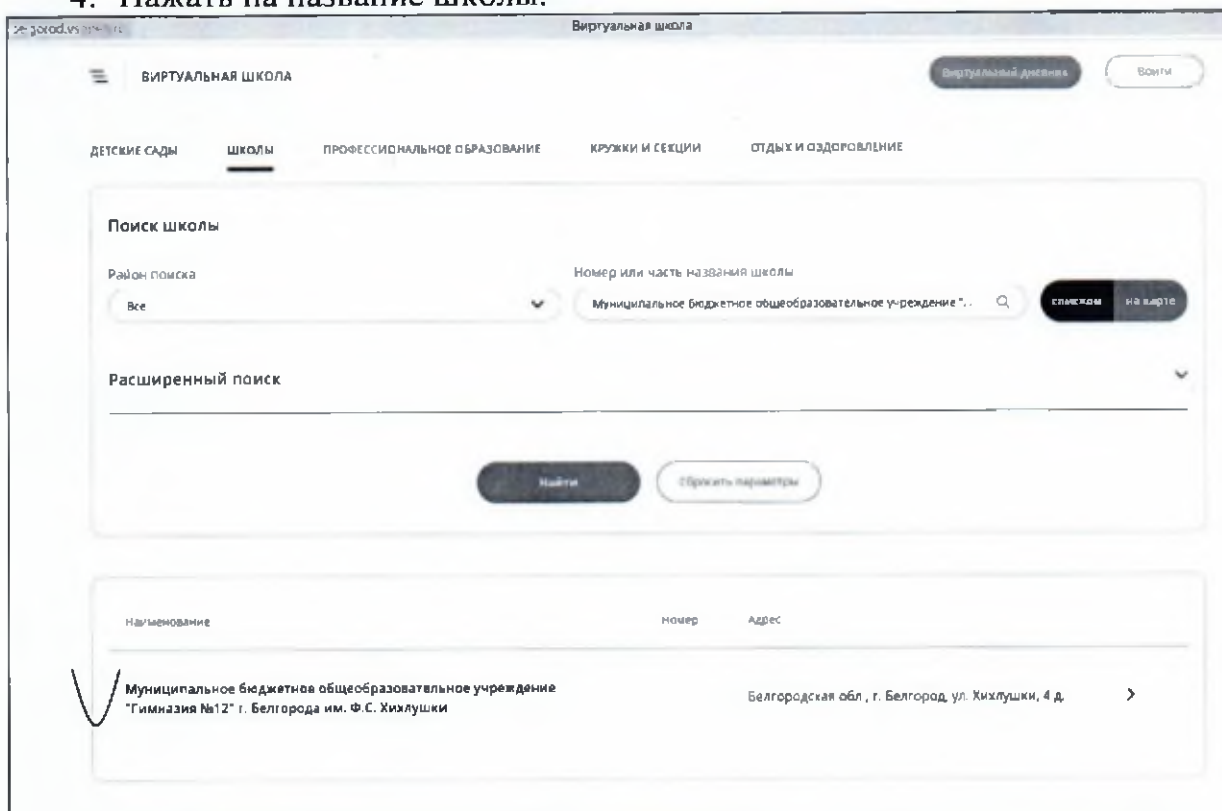 4. Нажать на название школы.
Виртуальная школа
ВИРТУАЛЬНАЯ ШКОЛА
Виртуальный дневник
Войти
ДЕТСКИЕ САДЫ ШКОЛЫ ПРОФЕССИОНАЛЬНОЕ ОБРАЗОВАНИЕ КРУЖКИ И СЕКЦИИ ОТДЫХ И ОЗДОРОВЛЕНИЕ
Поиск школы
Район поиска
Номер или часть названия школы
Все
Муниципальное бюджетное общеобразовательное учреждение "...
списком на карте
Расширенный поиск
Найти
Сбросить параметры
Наименование Номер Адрес
Муниципальное бюджетное общеобразовательное учреждение
"Гимназия №12" г. Белгорода им. Ф.С. Хихлушки
Белгородская обл , г. Белгород, ул. Хихлушки, 4 д.